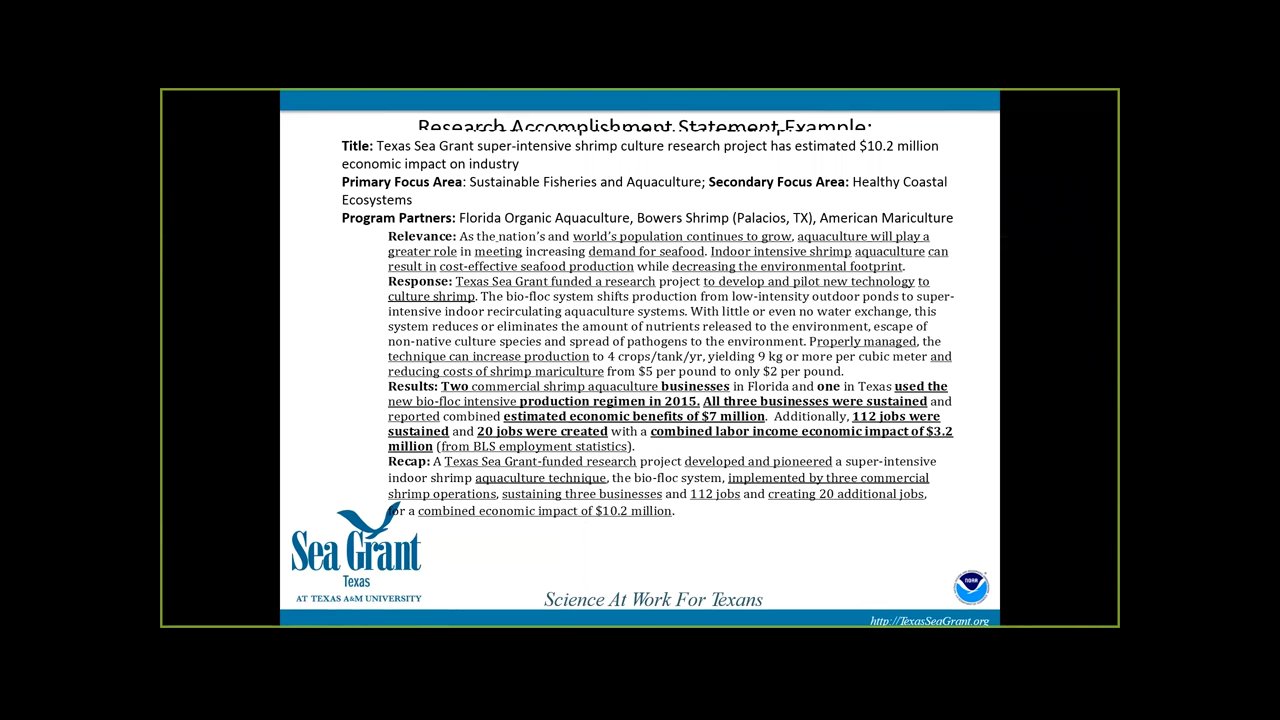 Research Accomplishment Statement Example:
Title: Texas Sea Grant super-intensive shrimp culture research project has estimated $10.2 million
economic impact on industry
Primary Focus Area: Sustainable Fisheries and Aquaculture; Secondary Focus Area: Healthy Coastal
Ecosystems
Program Partners: Florida Organic Aquaculture, Bowers Shrimp (Palacios, TX), American Mariculture
Relevance: As the nation's and world's population continues to grow, aquaculture will play a
greater role in meeting increasing demand for seafood. Indoor intensive shrimp aquaculture can
result in cost-effective seafood production while decreasing the environmental footprint.
Response: Texas Sea Grant funded a research project to develop and pilot new technology to
culture shrimp. The bio-floc system shifts production from low-intensity outdoor ponds to super-
intensive indoor recirculating aquaculture systems. With little or even no water exchange, this
system reduces or eliminates the amount of nutrients released to the environment, escape of
non-native culture species and spread of pathogens to the environment. Properly managed, the
technique can increase production to 4 crops/tank/yr, yielding 9 kg or more per cubic meter and
reducing costs of shrimp mariculture from $5 per pound to only $2 per pound.
Results: Two commercial shrimp aquaculture businesses in Florida and one in Texas used the
new bio-floc intensive production regimen in 2015. All three businesses were sustained and
reported combined estimated economic benefits of $7 million. Additionally, 112 jobs were
sustained and 20 jobs were created with a combined labor income economic impact of $3.2
million (from BLS employment statistics).
Recap: A Texas Sea Grant-funded research project developed and pioneered a super-intensive
indoor shrimp aquaculture technique, the bio-floc system, implemented by three commercial
shrimp operations, sustaining three businesses and 112 jobs and creating 20 additional jobs,
for a combined economic impact of $10.2 million.
Sea Grant
Texas
AT TEXAS A&M UNIVERSITY
NOAA
Science At Work For Texans
http://TexasSeaGrant.org